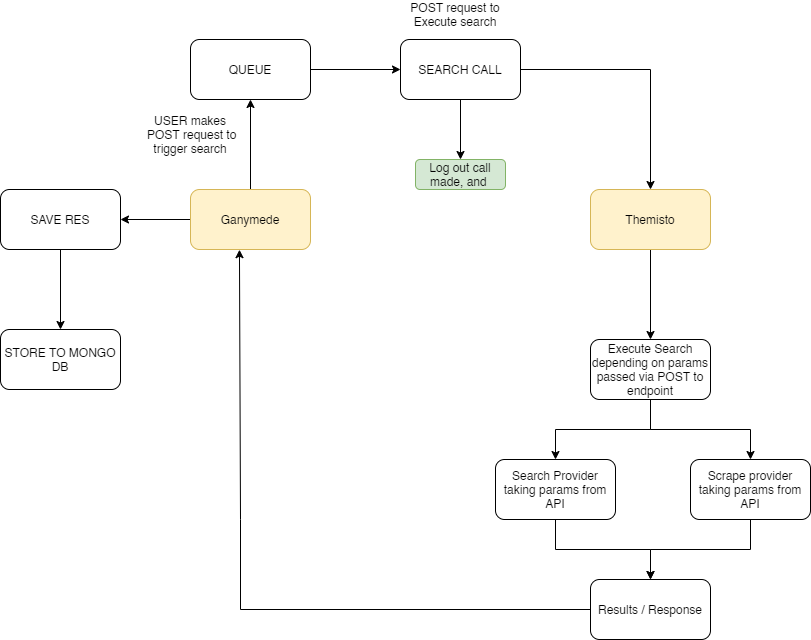 POST request to
Execute search
QUEUE
SEARCH CALL
USER makes
POST request to
trigger search
Log out call
made, and
SAVE RES
Ganymede
Themisto
STORE TO MONGO
DB
Execute Search
depending on params
passed via POST to
endpoint
Search Provider
taking params from
API
Scrape provider
taking params from
API
Results / Response